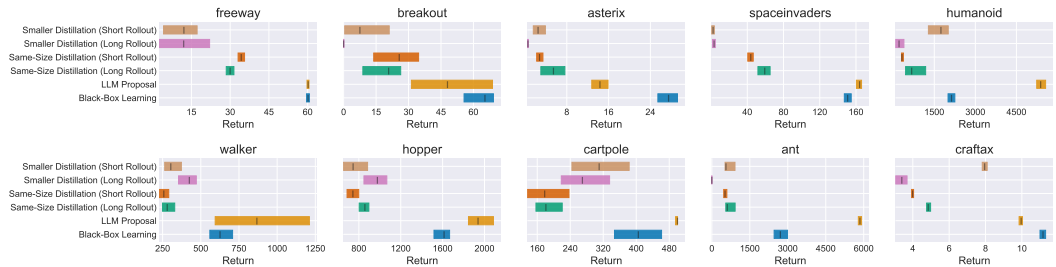 freeway breakout asterix spaceinvaders humanoid
Smaller Distillation (Short Rollout)
Smaller Distillation (Long Rollout)
Same-Size Distillation (Short Rollout)
Same-Size Distillation (Long Rollout)
LLM Proposal
Black-Box Learning
15 30 45 60 0 20 40 60 8 16 24 40 80 120 160 1500 3000 4500
Return Return Return Return Return
walker hopper cartpole ant craftax
Smaller Distillation (Short Rollout)
Smaller Distillation (Long Rollout)
Same-Size Distillation (Short Rollout)
Same-Size Distillation (Long Rollout)
LLM Proposal
Black-Box Learning
250 500 750 1000 1250 800 1200 1600 2000 160 240 320 400 480 0 1500 3000 4500 6000 4 6 8 10
Return Return Return Return Return